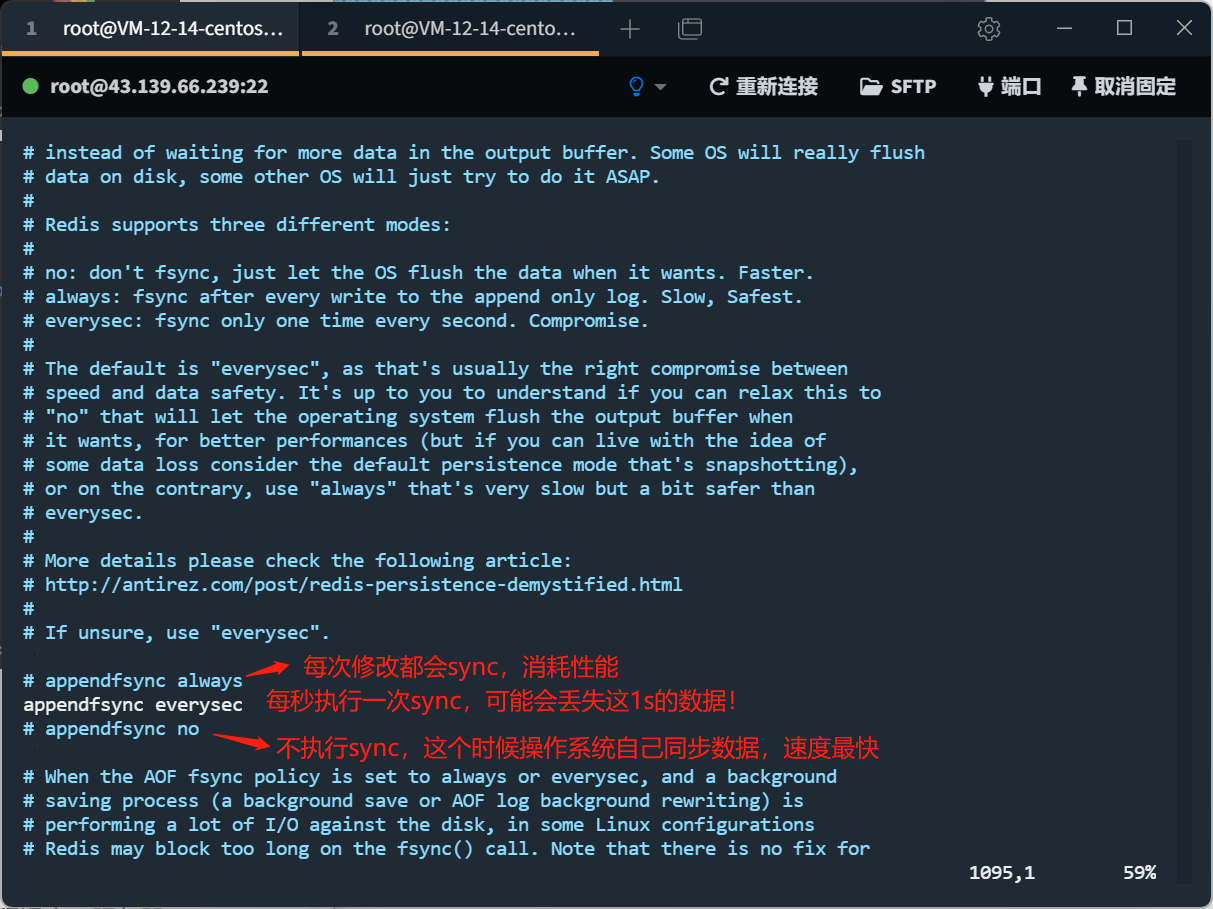 1 root@VM-12-14-centos... 2 root@VM-12-14-cento...
root@43.139.66.239:22 重新连接 SFTP 端口 取消固定
# instead of waiting for more data in the output buffer. Some OS will really flush
# data on disk, some other OS will just try to do it ASAP.
#
# Redis supports three different modes:
#
# no: don't fsync, just let the OS flush the data when it wants. Faster.
# always: fsync after every write to the append only log. Slow, Safest.
# everysec: fsync only one time every second. Compromise.
#
# The default is "everysec", as that's usually the right compromise between
# speed and data safety. It's up to you to understand if you can relax this to
# "no" that will let the operating system flush the output buffer when
# it wants, for better performances (but if you can live with the idea of
# some data loss consider the default persistence mode that's snapshotting),
# or on the contrary, use "always" that's very slow but a bit safer than
# everysec.
#
# More details please check the following article:
# http://antirez.com/post/redis-persistence-demystified.html
#
# If unsure, use "everysec".
每次修改都会sync，消耗性能
# appendfsync always
appendfsync everysec 每秒执行一次sync，可能会丢失这1s的数据！
# appendfsync no
不执行sync，这个时候操作系统自己同步数据，速度最快
# When the AOF fsync policy is set to always or everysec, and a background
# saving process (a background save or AOF log background rewriting) is
# performing a lot of I/O against the disk, in some Linux configurations
# Redis may block too long on the fsync() call. Note that there is no fix for
1095,1 59%